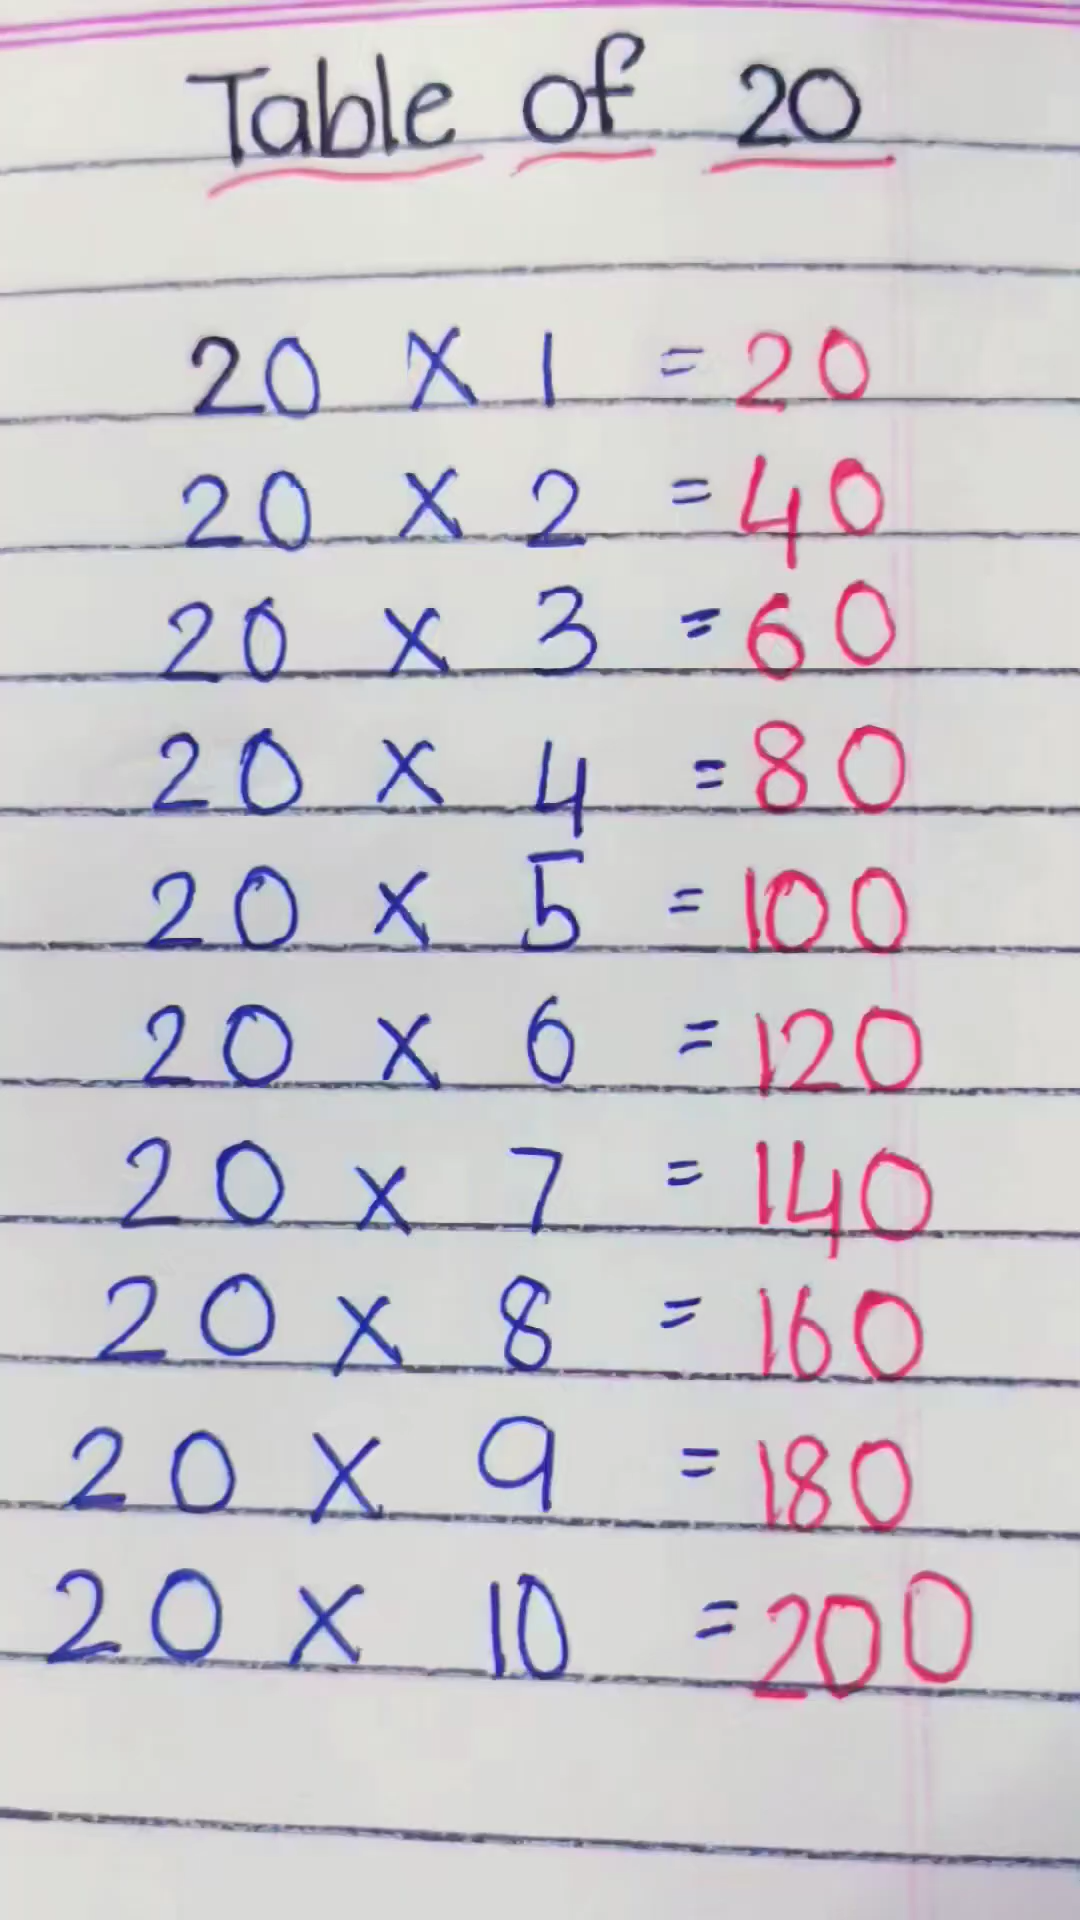 Table of 20
20 X 1 = 20
20 X 2 = 40
20 X 3 = 60
20 X 4 = 80
20 X 5 = 100
20 X 6 = 120
20 X 7 = 140
20 X 8 = 160
20 X 9 = 180
20 X 10 = 200